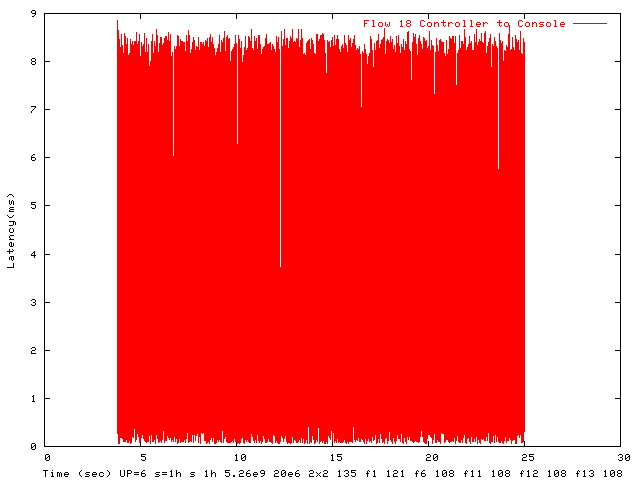 9
Flow 18 Controller to Console
8
7
6
5
4
3
2
1
0
Latency(ms)
0 5 10 15 20 25 30
Time (sec) UP=6 s=1h s 1h 5.26e9 20e6 2x2 135 f1 121 f6 108 f11 108 f12 108 f13 108